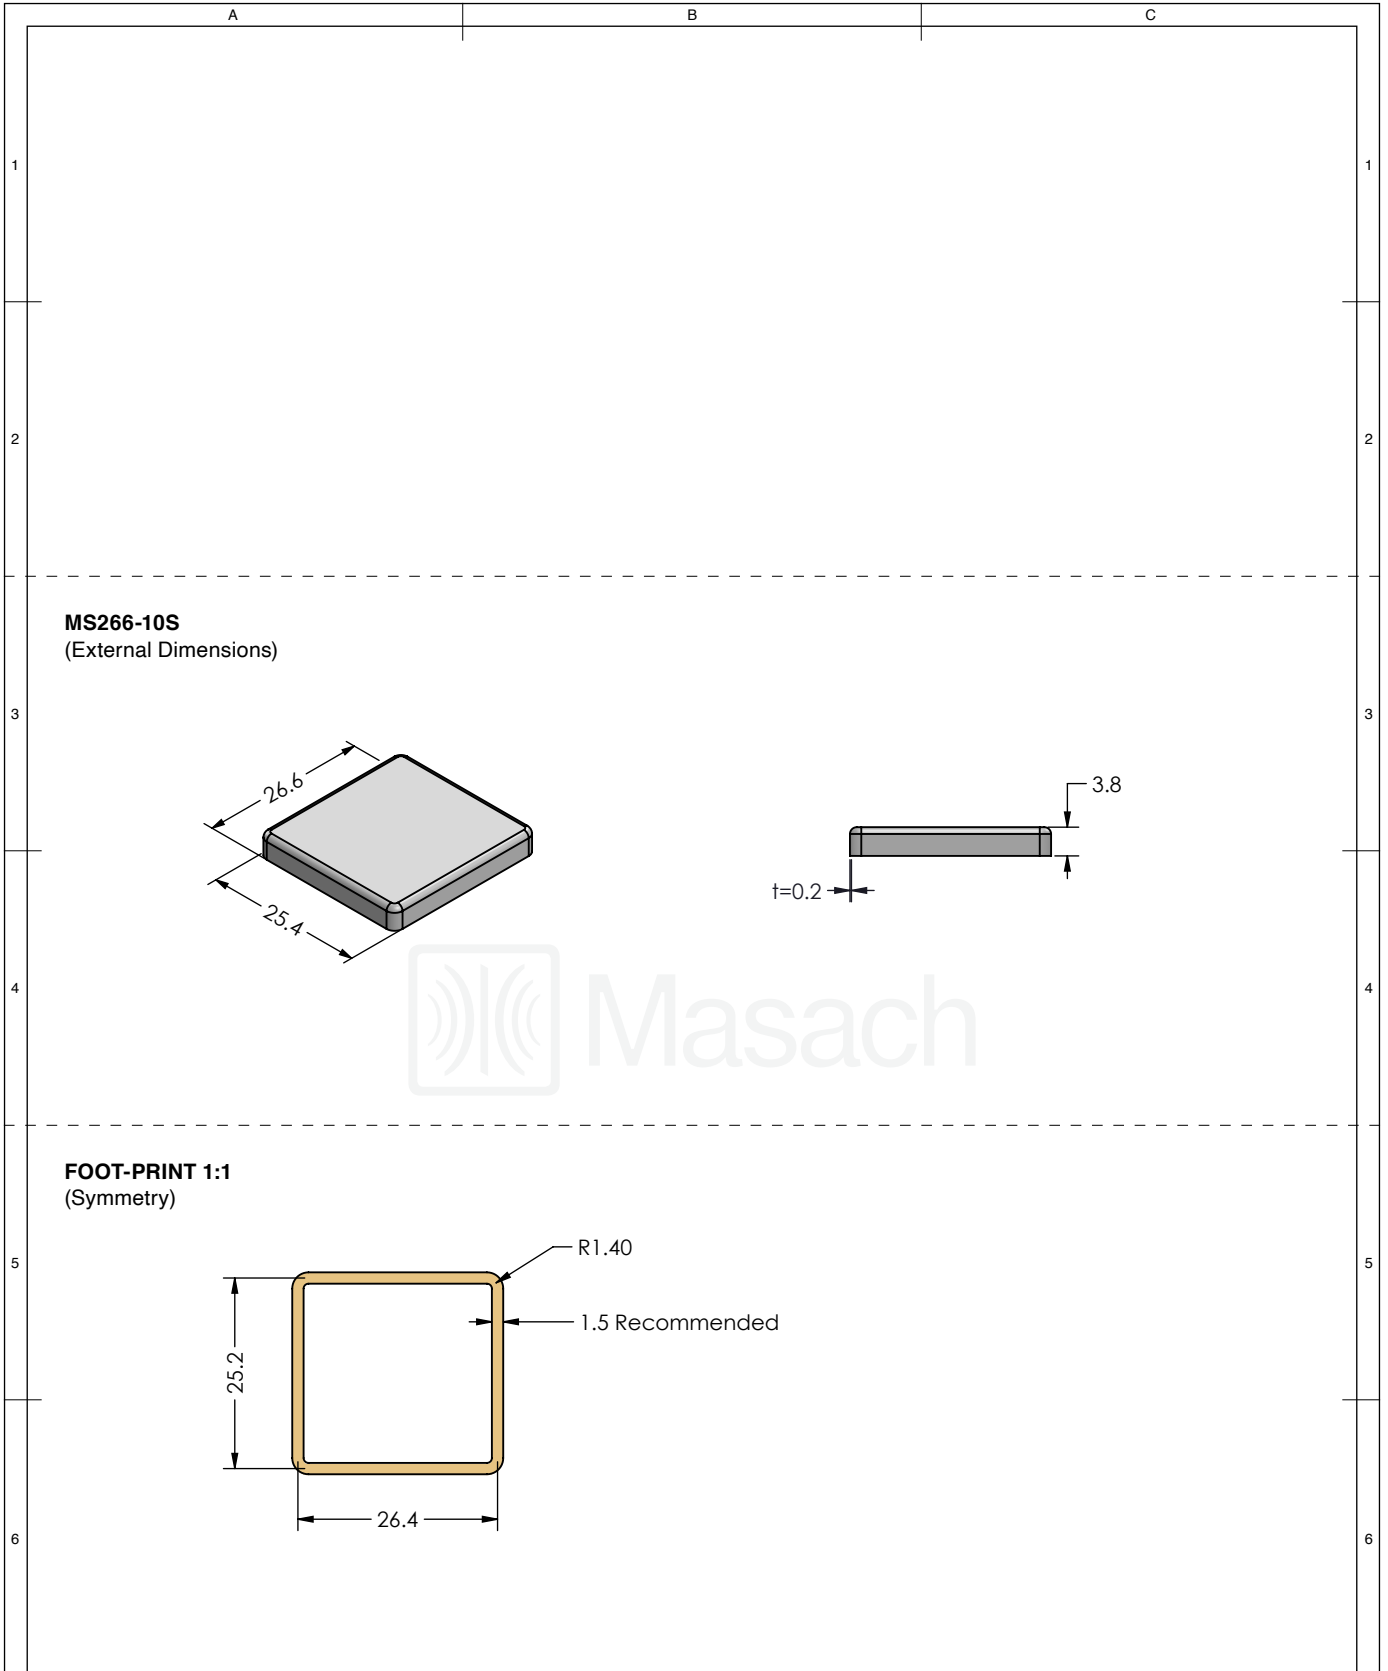 A B C
1 1
2 2
MS266-10S
(External Dimensions)
3 3
26.6
3.8
t=0.2
25.4
Masach
4 4
FOOT-PRINT 1:1
(Symmetry)
R1.40
5 5
1.5 Recommended
25.2
26.4
6 6